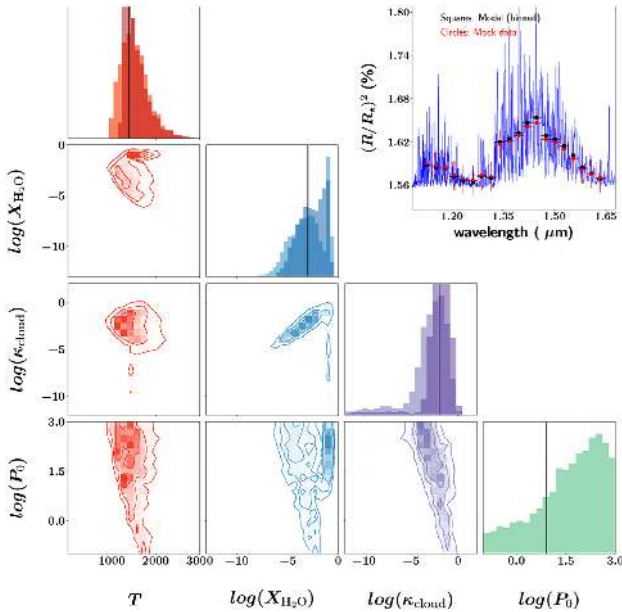 1.80
Squares: Model (binned)
Circles: Mock data
1.74
1.68
1.62
1.56
(R/R⋆)² (%)
1.20 1.35 1.50 1.65
wavelength ( μm)
0
−5
−10
log(X_H₂O)
0
−5
−10
log(κ_cloud)
3.0
1.5
0.0
log(P₀)
1000 2000 3000
−10 −5 0
−10 −5 0
0.0 1.5 3.0
T log(X_H₂O) log(κ_cloud) log(P₀)